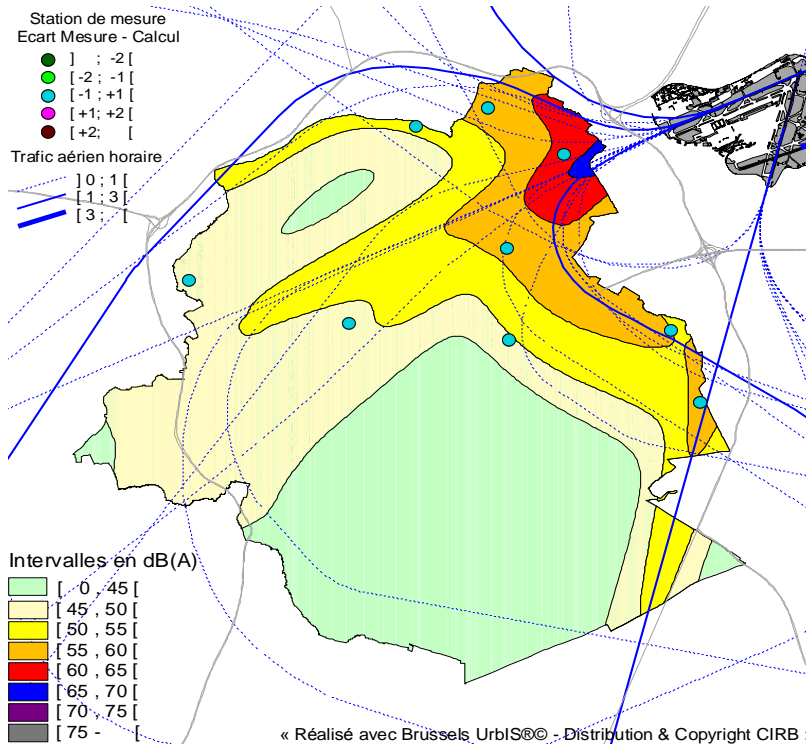 Station de mesure
Ecart Mesure - Calcul
] ; -2 [
[ -2 ; -1 [
[ -1 ; +1 [
[ +1; +2 [
[ +2; [
Trafic aérien horaire
] 0 ; 1 [
[ 1 ; 3 [
[ 3 ; [
Intervalles en dB(A)
[ 0 , 45 [
[ 45 , 50 [
[ 50 , 55 [
[ 55 , 60 [
[ 60 , 65 [
[ 65 , 70 [
[ 70 75 [
[ 75 - [
« Réalisé avec Brussels UrbIS®© - Distribution & Copyright CIRB